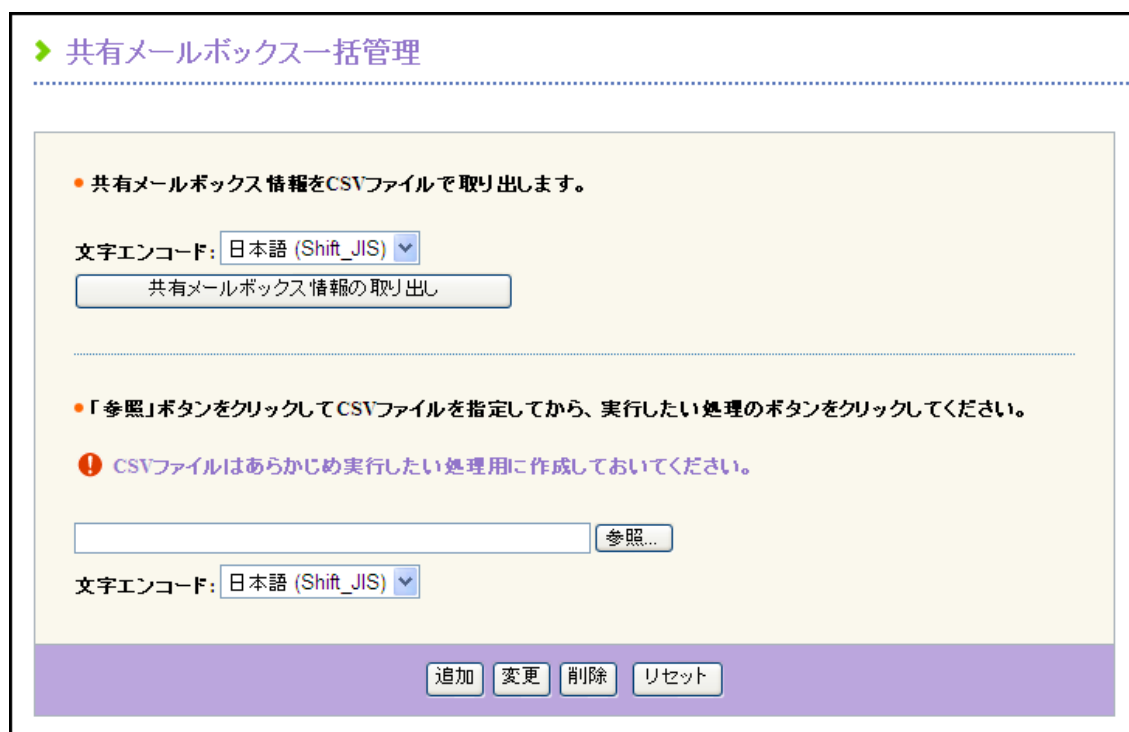 共有メールボックス一括管理
共有メールボックス情報をCSVファイルで取り出します。
文字エンコード: 日本語 (Shift_JIS)
共有メールボックス情報の取り出し
「参照」ボタンをクリックしてCSVファイルを指定してから、実行したい処理のボタンをクリックしてください。
CSVファイルはあらかじめ実行したい処理用に作成しておいてください。
参照...
文字エンコード: 日本語 (Shift_JIS)
追加 変更 削除 リセット